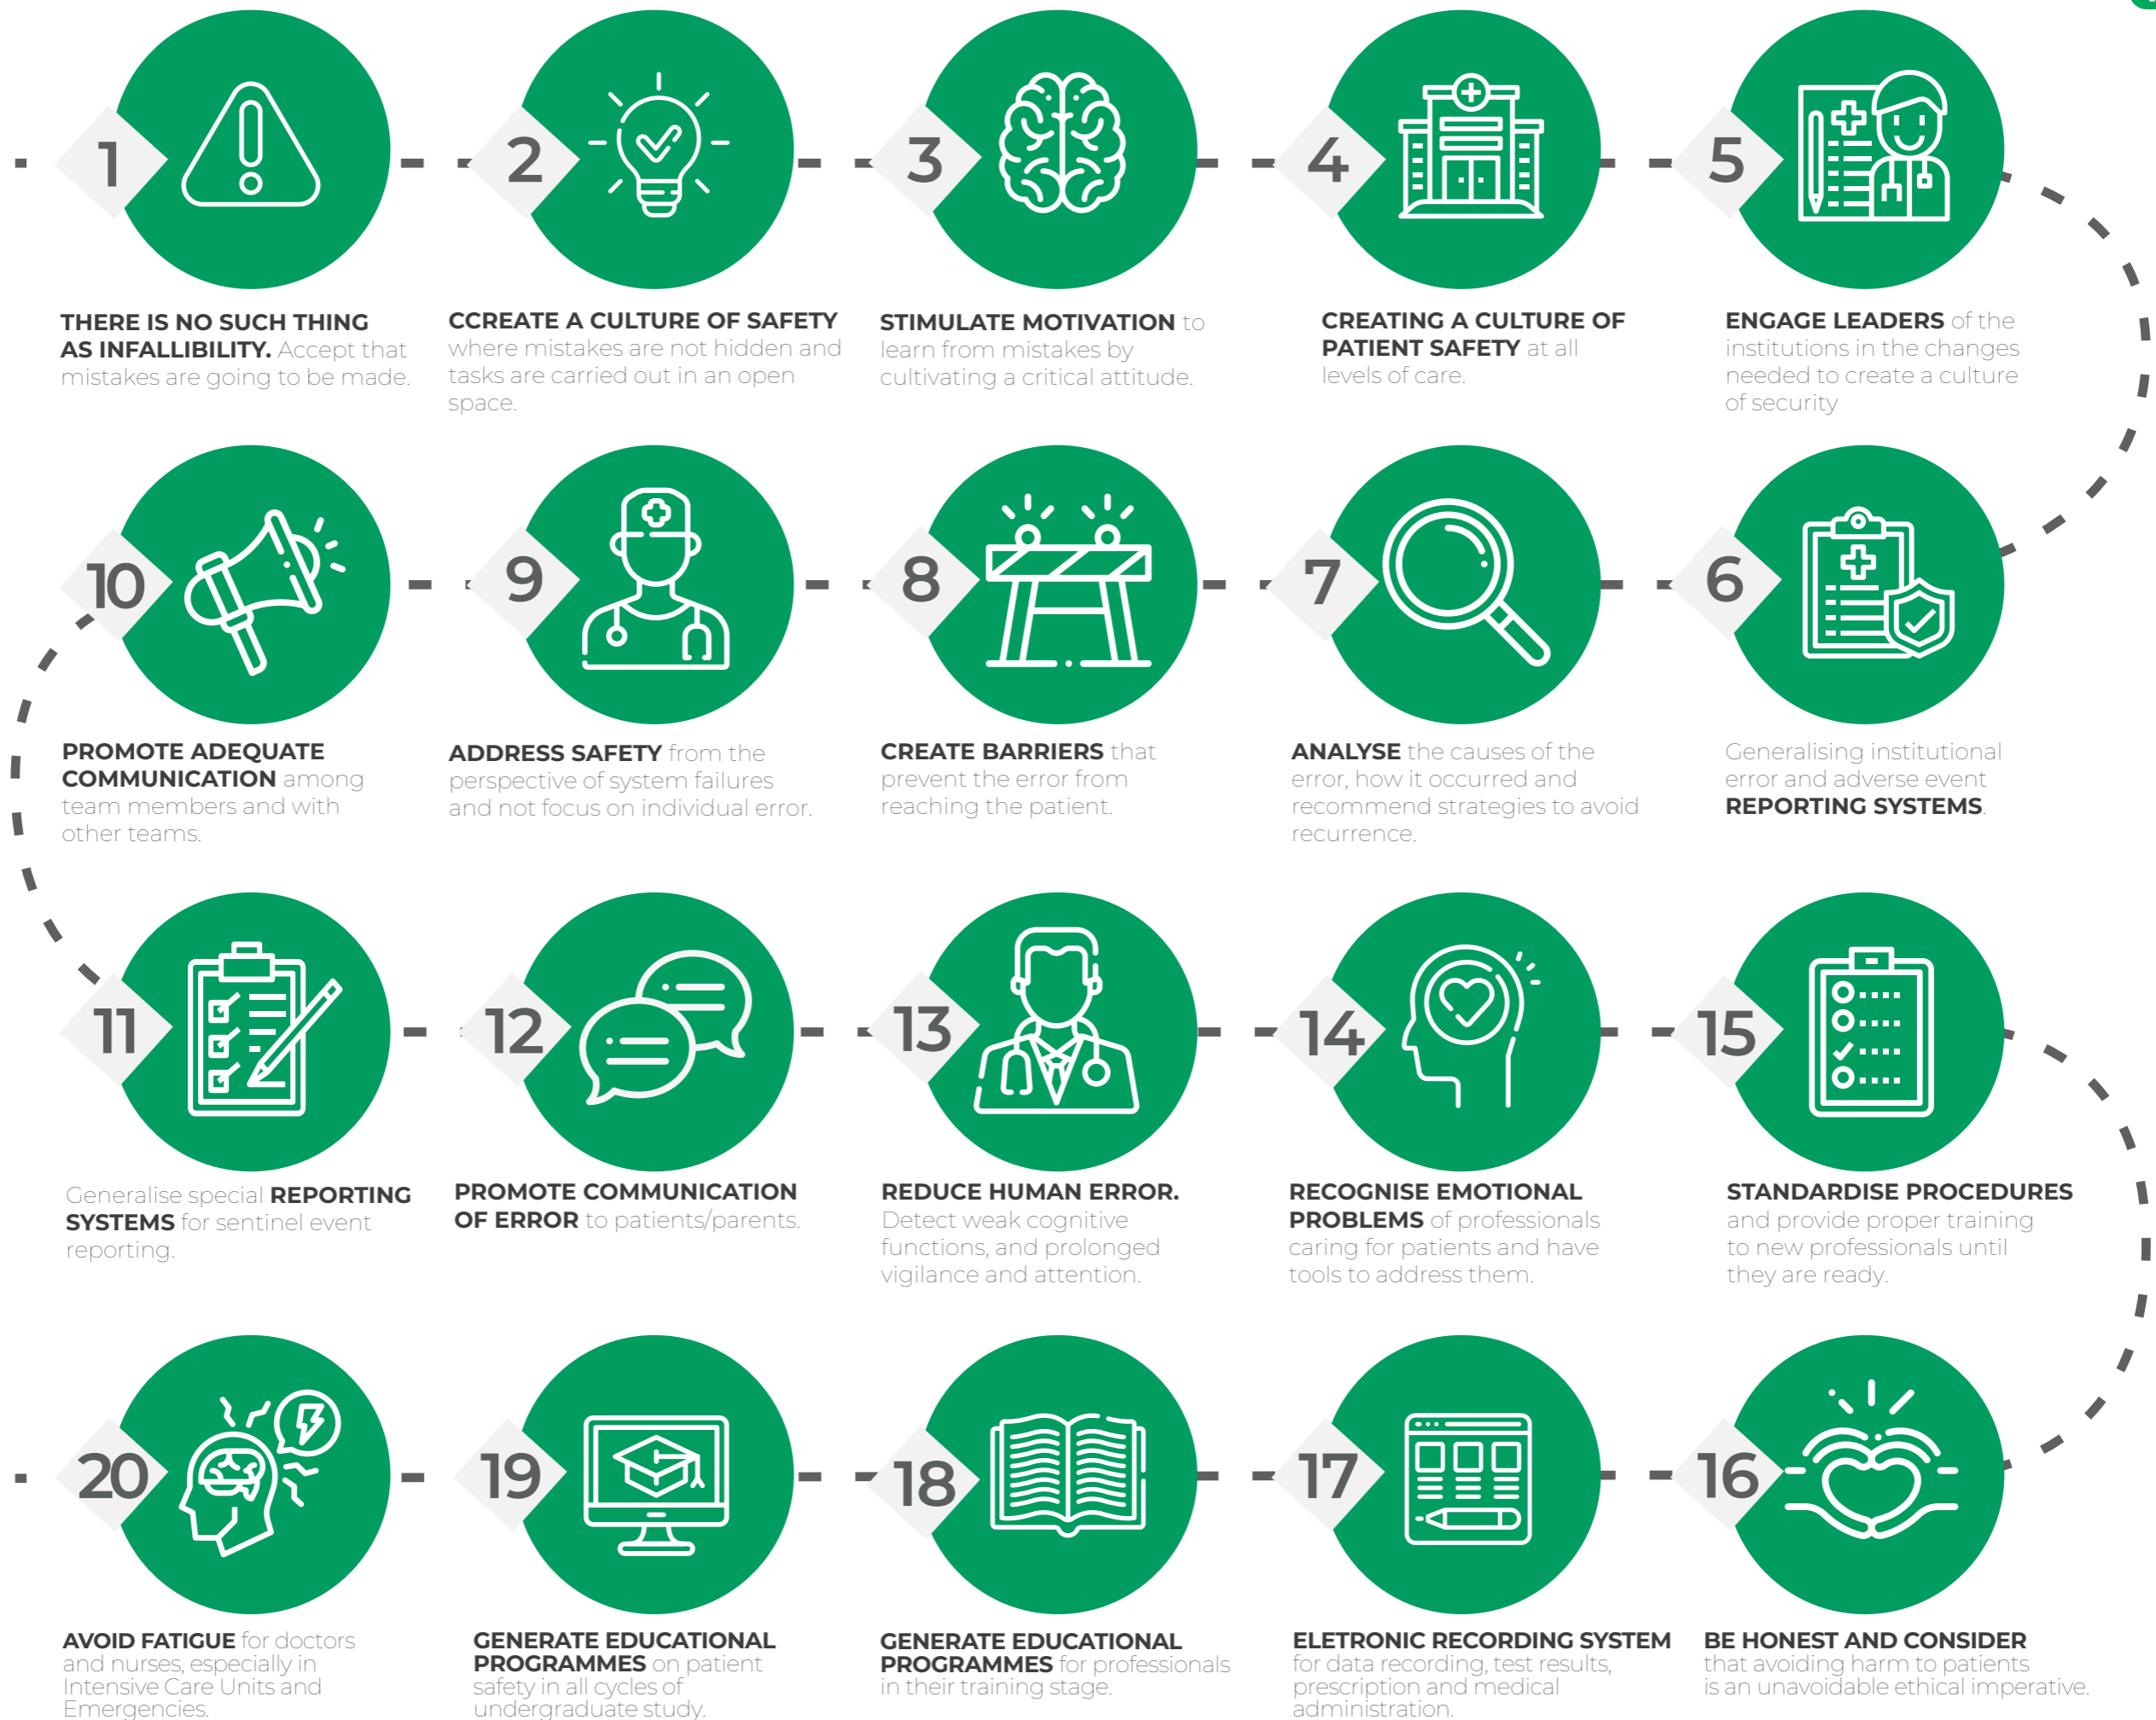 1
THERE IS NO SUCH THING
AS INFALLIBILITY. Accept that
mistakes are going to be made.
2
CCREATE A CULTURE OF SAFETY
where mistakes are not hidden and
tasks are carried out in an open
space.
3
STIMULATE MOTIVATION to
learn from mistakes by
cultivating a critical attitude.
4
CREATING A CULTURE OF
PATIENT SAFETY at all
levels of care.
5
ENGAGE LEADERS of the
institutions in the changes
needed to create a culture
of security
6
Generalising institutional
error and adverse event
REPORTING SYSTEMS.
7
ANALYSE the causes of the
error, how it occurred and
recommend strategies to avoid
recurrence.
8
CREATE BARRIERS that
prevent the error from
reaching the patient.
9
ADDRESS SAFETY from the
perspective of system failures
and not focus on individual error.
10
PROMOTE ADEQUATE
COMMUNICATION among
team members and with
other teams.
11
Generalise special REPORTING
SYSTEMS for sentinel event
reporting.
12
PROMOTE COMMUNICATION
OF ERROR to patients/parents.
13
REDUCE HUMAN ERROR.
Detect weak cognitive
functions, and prolonged
vigilance and attention.
14
RECOGNISE EMOTIONAL
PROBLEMS of professionals
caring for patients and have
tools to address them.
15
STANDARDISE PROCEDURES
and provide proper training
to new professionals until
they are ready.
16
BE HONEST AND CONSIDER
that avoiding harm to patients
is an unavoidable ethical imperative.
17
ELETRONIC RECORDING SYSTEM
for data recording, test results,
prescription and medical
administration.
18
GENERATE EDUCATIONAL
PROGRAMMES for professionals
in their training stage.
19
GENERATE EDUCATIONAL
PROGRAMMES on patient
safety in all cycles of
undergraduate study.
20
AVOID FATIGUE for doctors
and nurses, especially in
Intensive Care Units and
Emergencies.